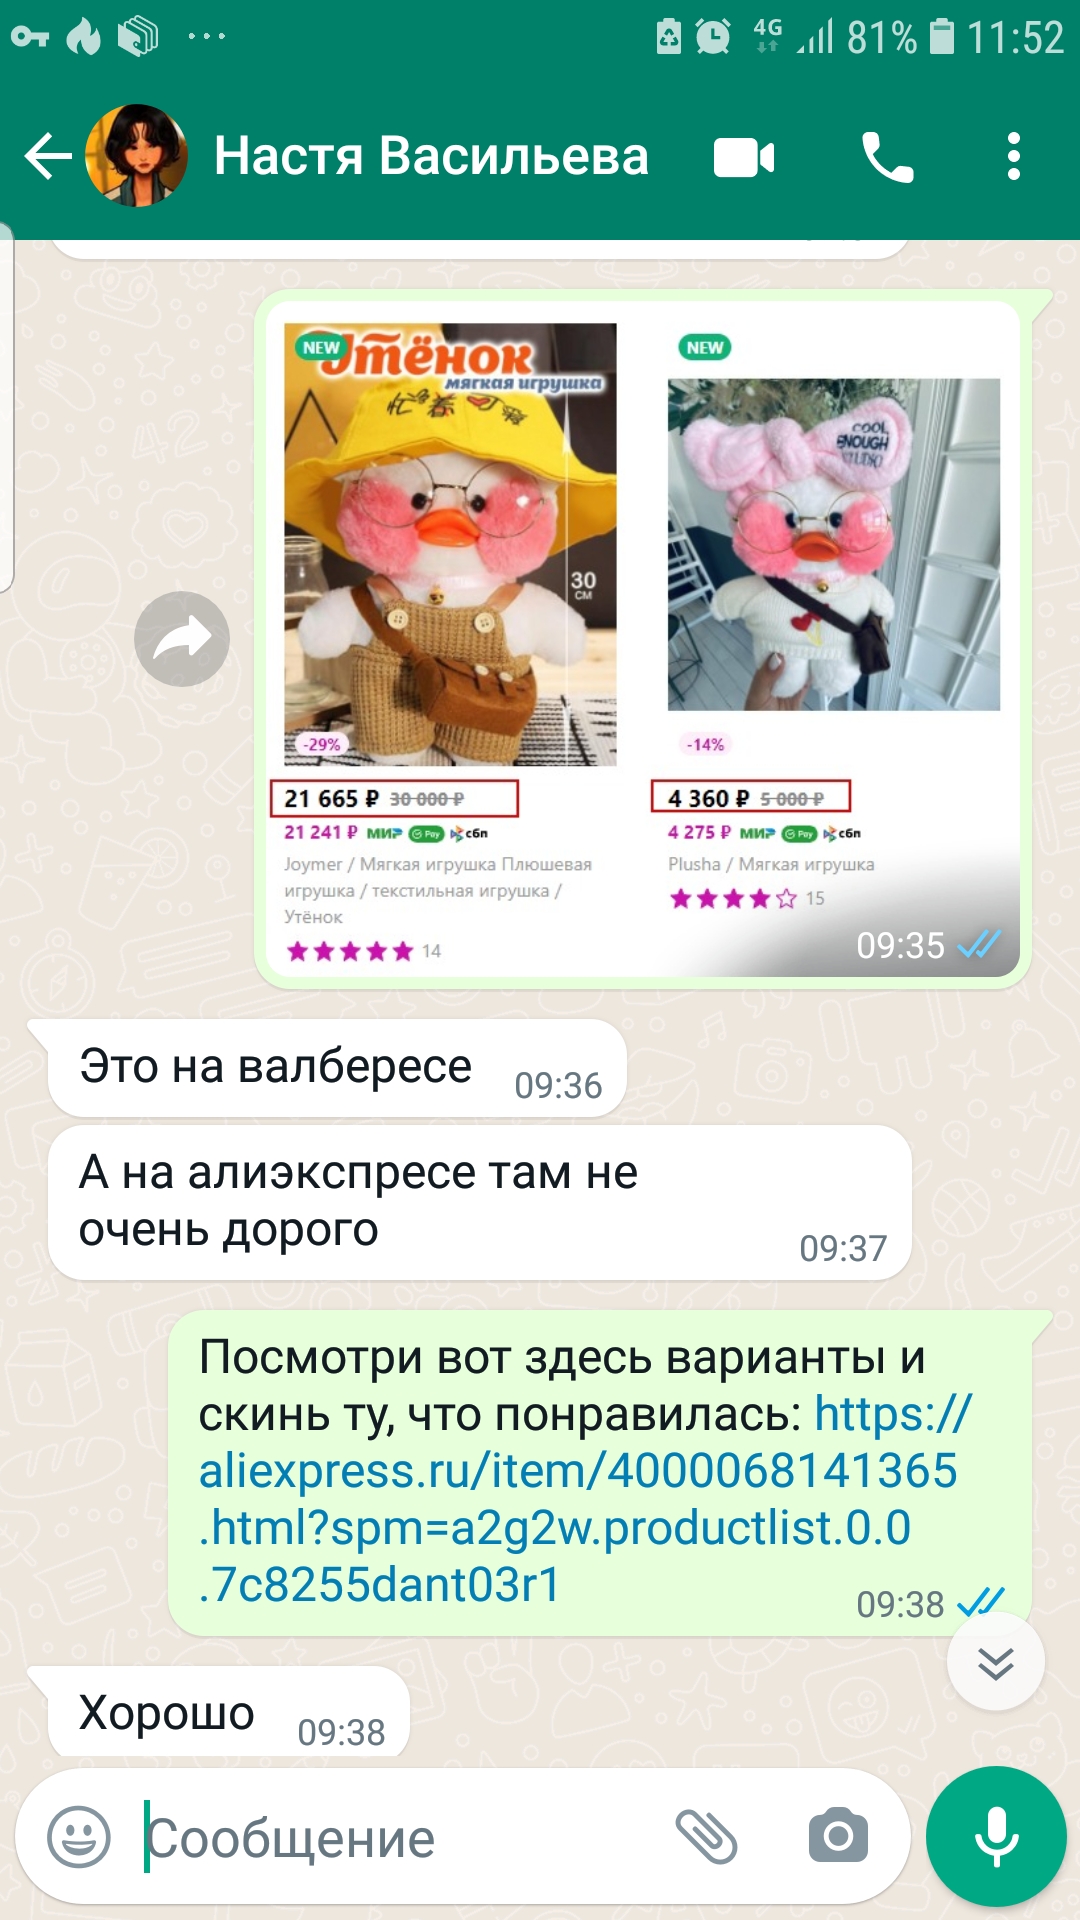 4G 81% 11:52
Настя Васильева
NEW
Утёнок
мягкая игрушка
30
СМ
-29%
21 665 ₽ 30 000 ₽
21 241 ₽ МИР Pay сбп
Joymer / Мягкая игрушка Плюшевая
игрушка / текстильная игрушка /
Утёнок
14
NEW
COOL
ENOUGH
STUDIO
-14%
4 360 ₽ 5 000 ₽
4 275 ₽ МИР Pay сбп
Plusha / Мягкая игрушка
15
09:35
Это на валбересе 09:36
А на алиэкспресе там не
очень дорого
09:37
Посмотри вот здесь варианты и
скинь ту, что понравилась: https://
aliexpress.ru/item/4000068141365
.html?spm=a2g2w.productlist.0.0
.7c8255dant03r1
09:38
Хорошо 09:38
Сообщение